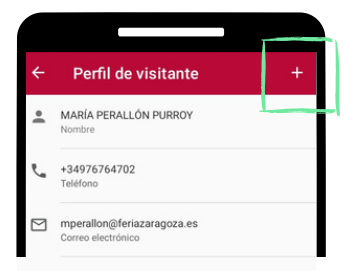 Perfil de visitante
MARÍA PERALLÓN PURROY
Nombre
+34976764702
Teléfono
mperallon@feriazaragoza.es
Correo electrónico